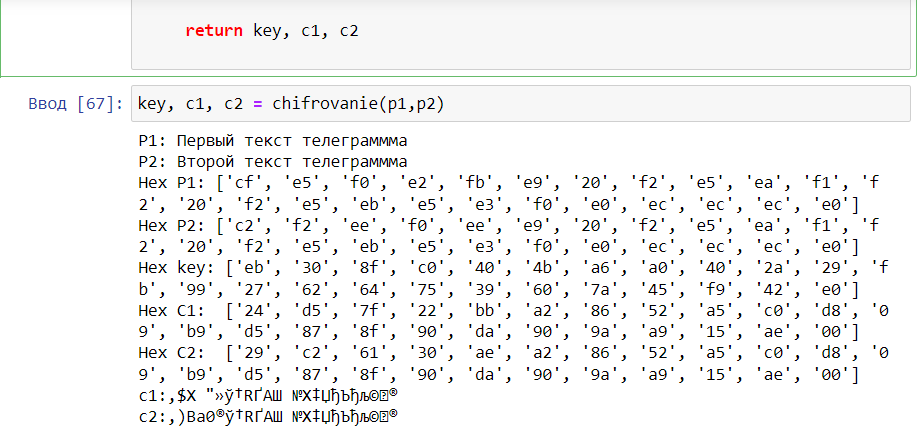 return key, c1, c2
Ввод [67]: key, c1, c2 = chifrovanie(p1,p2)
P1: Первый текст телеграммма
P2: Второй текст телеграммма
Hex P1: ['cf', 'e5', 'f0', 'e2', 'fb', 'e9', '20', 'f2', 'e5', 'ea', 'f1', 'f
2', '20', 'f2', 'e5', 'eb', 'e5', 'e3', 'f0', 'e0', 'ec', 'ec', 'ec', 'e0']
Hex P2: ['c2', 'f2', 'ee', 'f0', 'ee', 'e9', '20', 'f2', 'e5', 'ea', 'f1', 'f
2', '20', 'f2', 'e5', 'eb', 'e5', 'e3', 'f0', 'e0', 'ec', 'ec', 'ec', 'e0']
Hex key: ['eb', '30', '8f', 'c0', '40', '4b', 'a6', 'a0', '40', '2a', '29', 'f
b', '99', '27', '62', '64', '75', '39', '60', '7a', '45', 'f9', '42', 'e0']
Hex C1:  ['24', 'd5', '7f', '22', 'bb', 'a2', '86', '52', 'a5', 'c0', 'd8', '0
9', 'b9', 'd5', '87', '8f', '90', 'da', '90', '9a', 'a9', '15', 'ae', '00']
Hex C2:  ['29', 'c2', '61', '30', 'ae', 'a2', '86', '52', 'a5', 'c0', 'd8', '0
9', 'b9', 'd5', '87', '8f', '90', 'da', '90', '9a', 'a9', '15', 'ae', '00']
c1:,$Х "»ў†RҐАШ №Х‡ЏђЪђљ©®
c2:,)Вa0®ў†RҐАШ №Х‡ЏђЪђљ©®